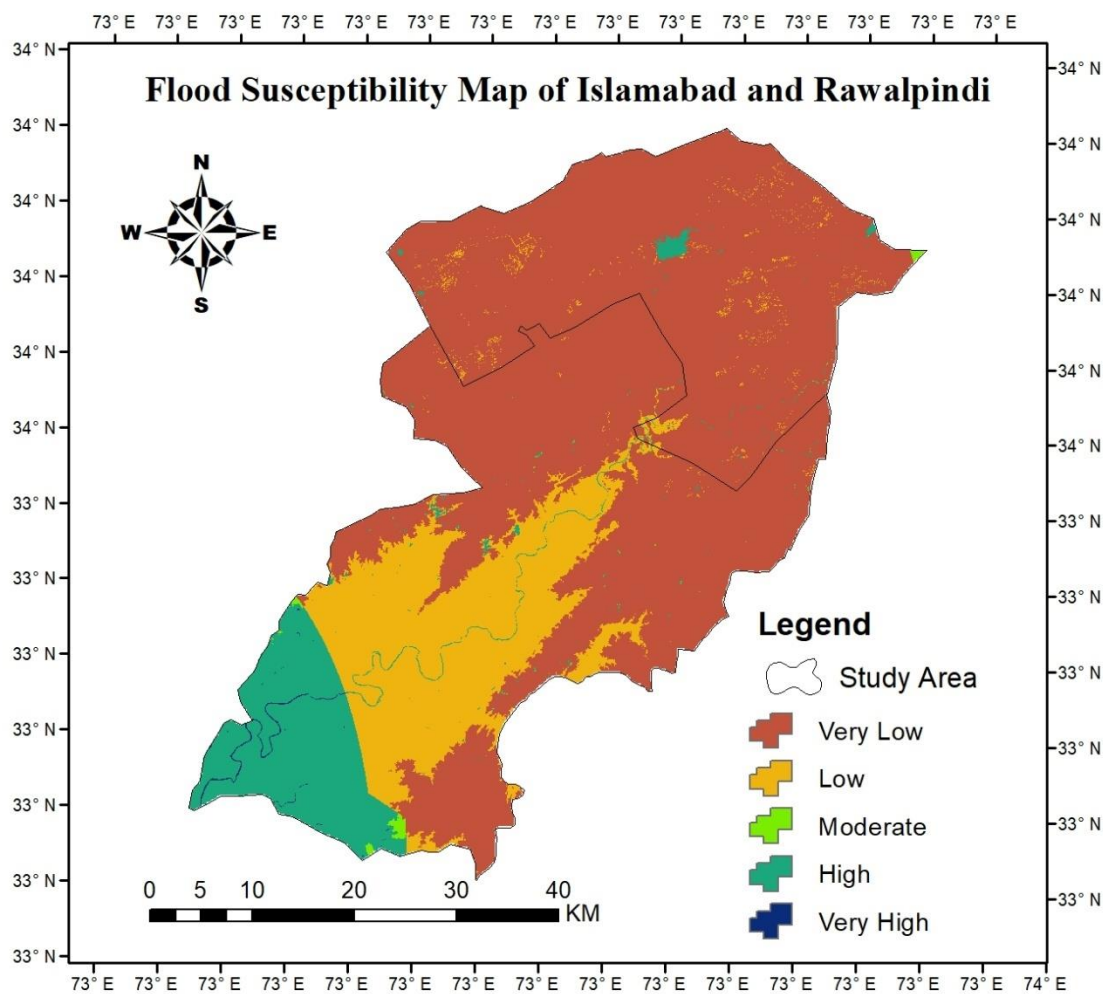 73° E 73° E 73° E 73° E 73° E 73° E 73° E 73° E 73° E 73° E 73° E 73° E 73° E 73° E 73° E
34° N
34° N
34° N
34° N
34° N
34° N
33° N
33° N
33° N
33° N
33° N
33° N
33° N
34° N
34° N
34° N
34° N
34° N
34° N
33° N
33° N
33° N
33° N
33° N
33° N
Flood Susceptibility Map of Islamabad and Rawalpindi
N
W E
S
Legend
Study Area
Very Low
Low
Moderate
High
Very High
0 5 10 20 30 40
KM
73° E 73° E 73° E 73° E 73° E 73° E 73° E 73° E 73° E 73° E 73° E 73° E 73° E 73° E 73° E 74° E